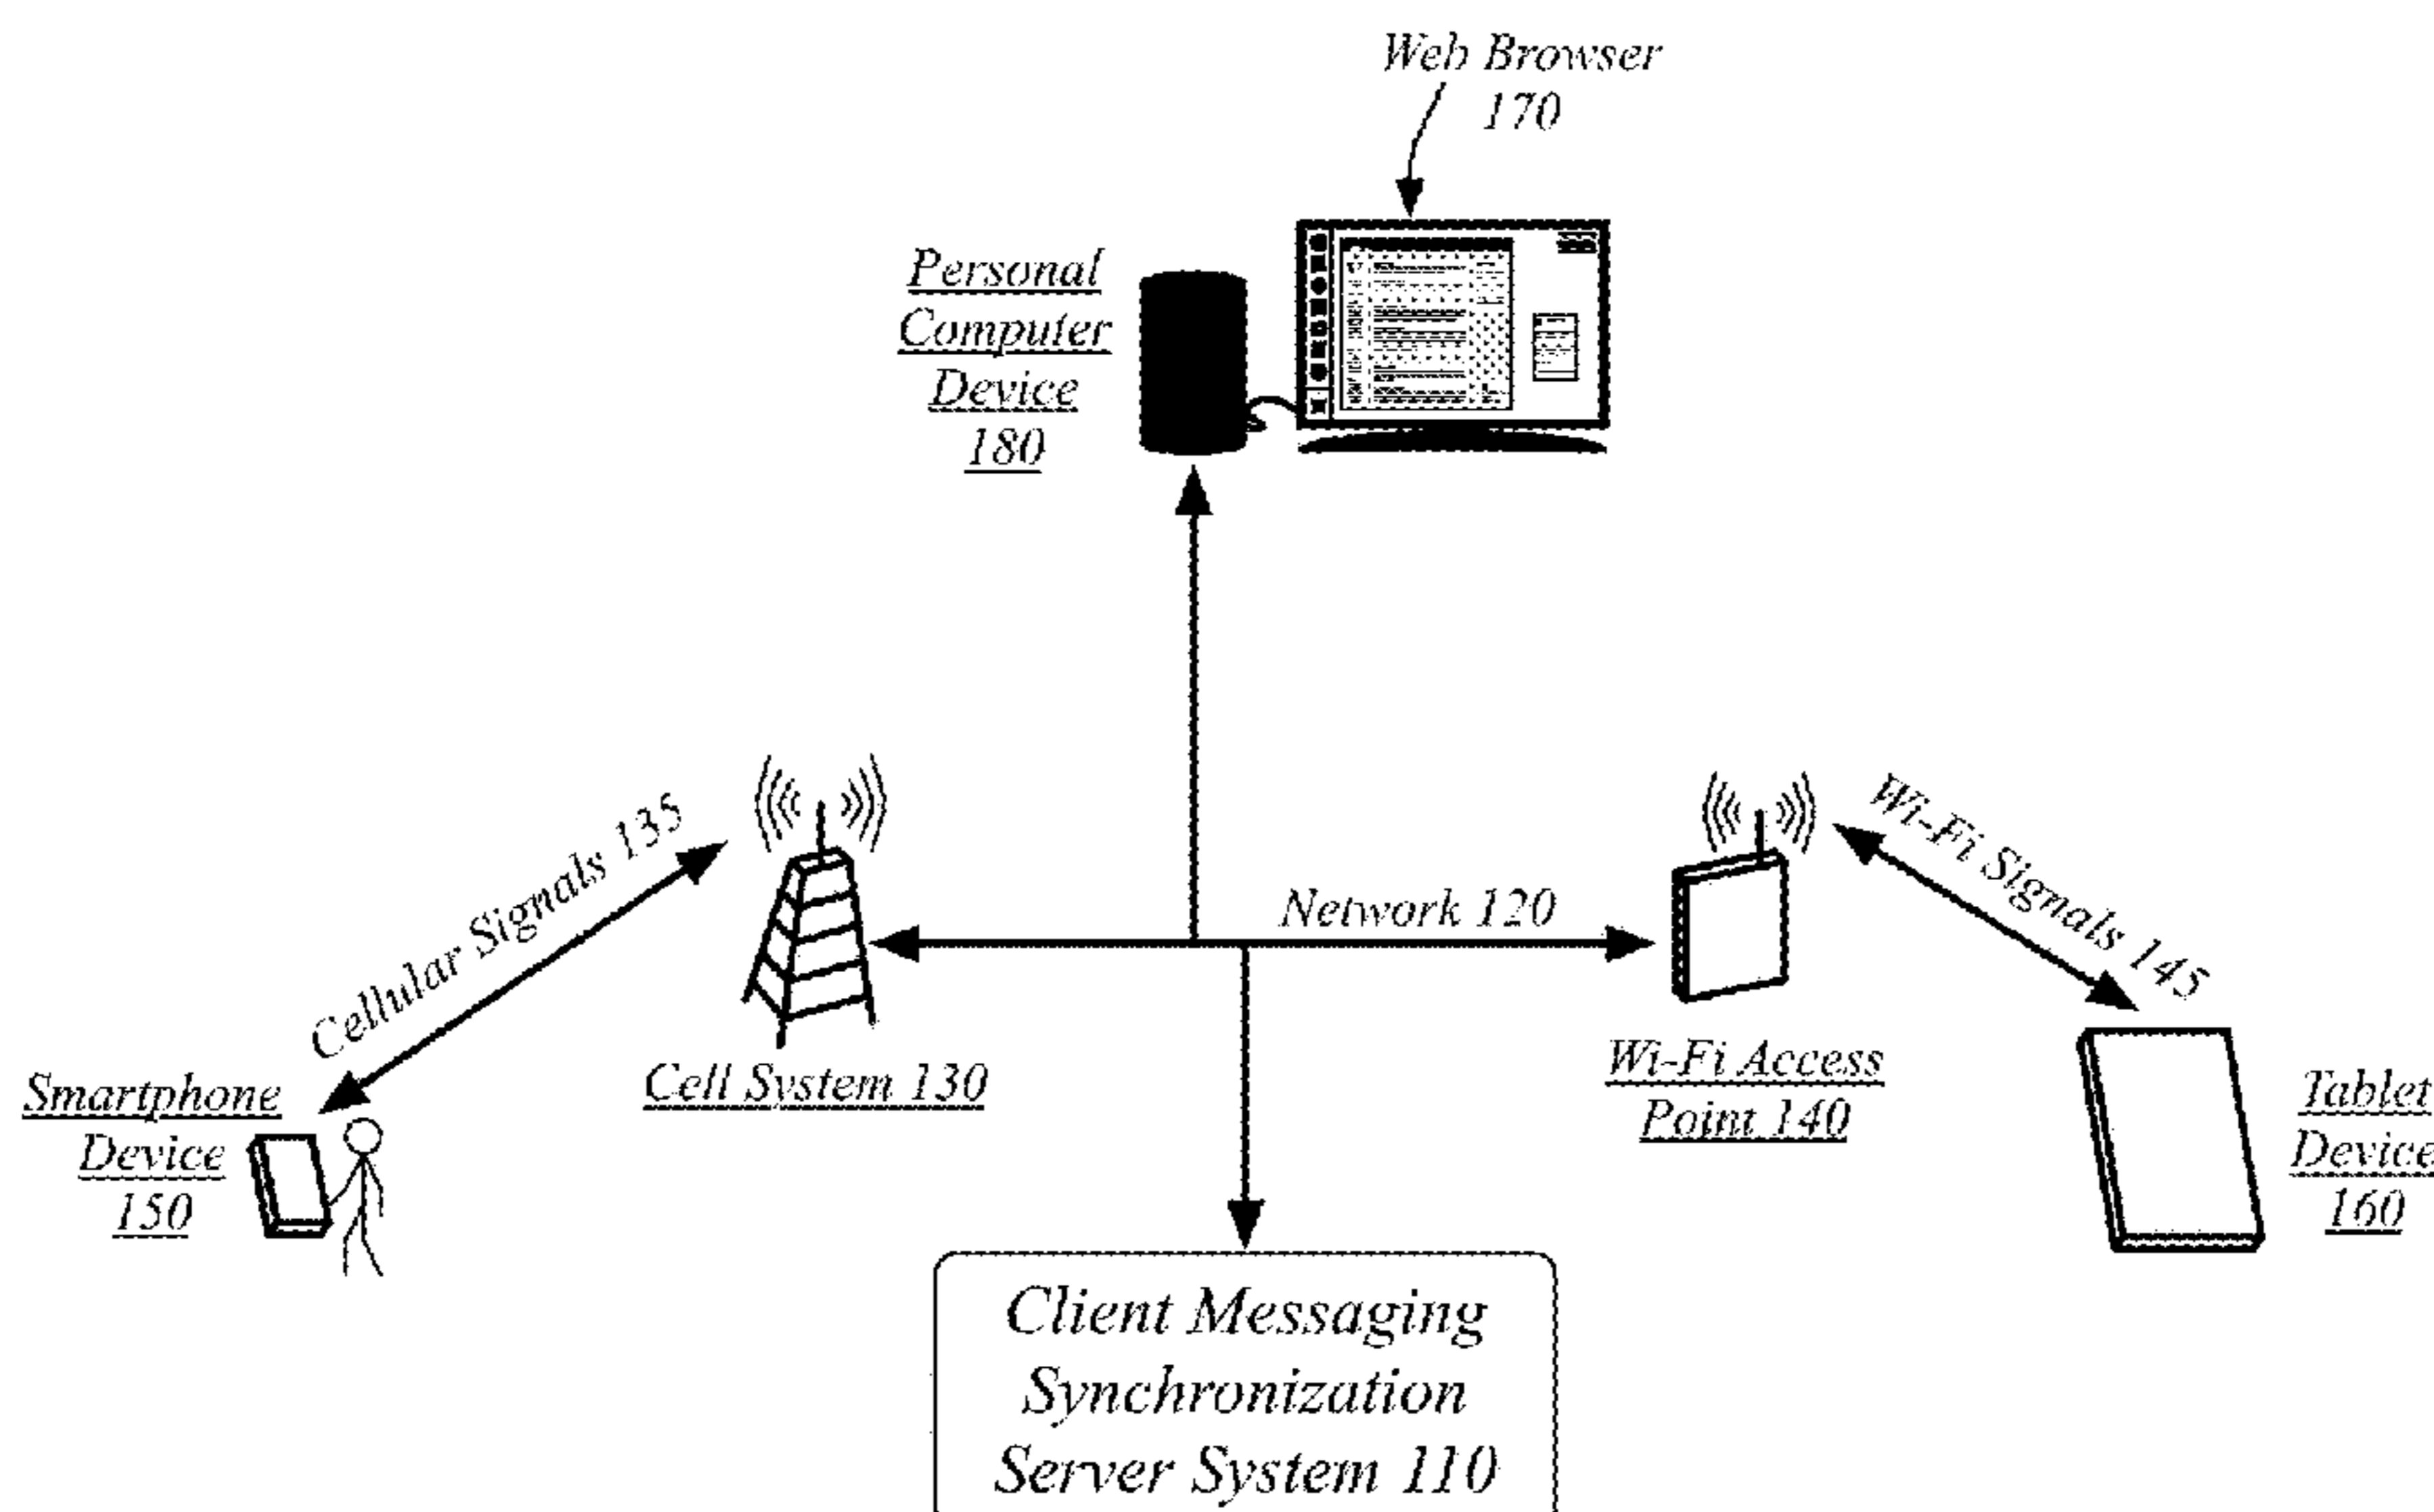 Web Browser
170
Personal
Computer
Device
180
Cellular Signals 135
Network 120
Wi-Fi Signals 145
Cell System 130
Wi-Fi Access
Point 140
Smartphone
Device
150
Tablet
Device
160
Client Messaging
Synchronization
Server System 110